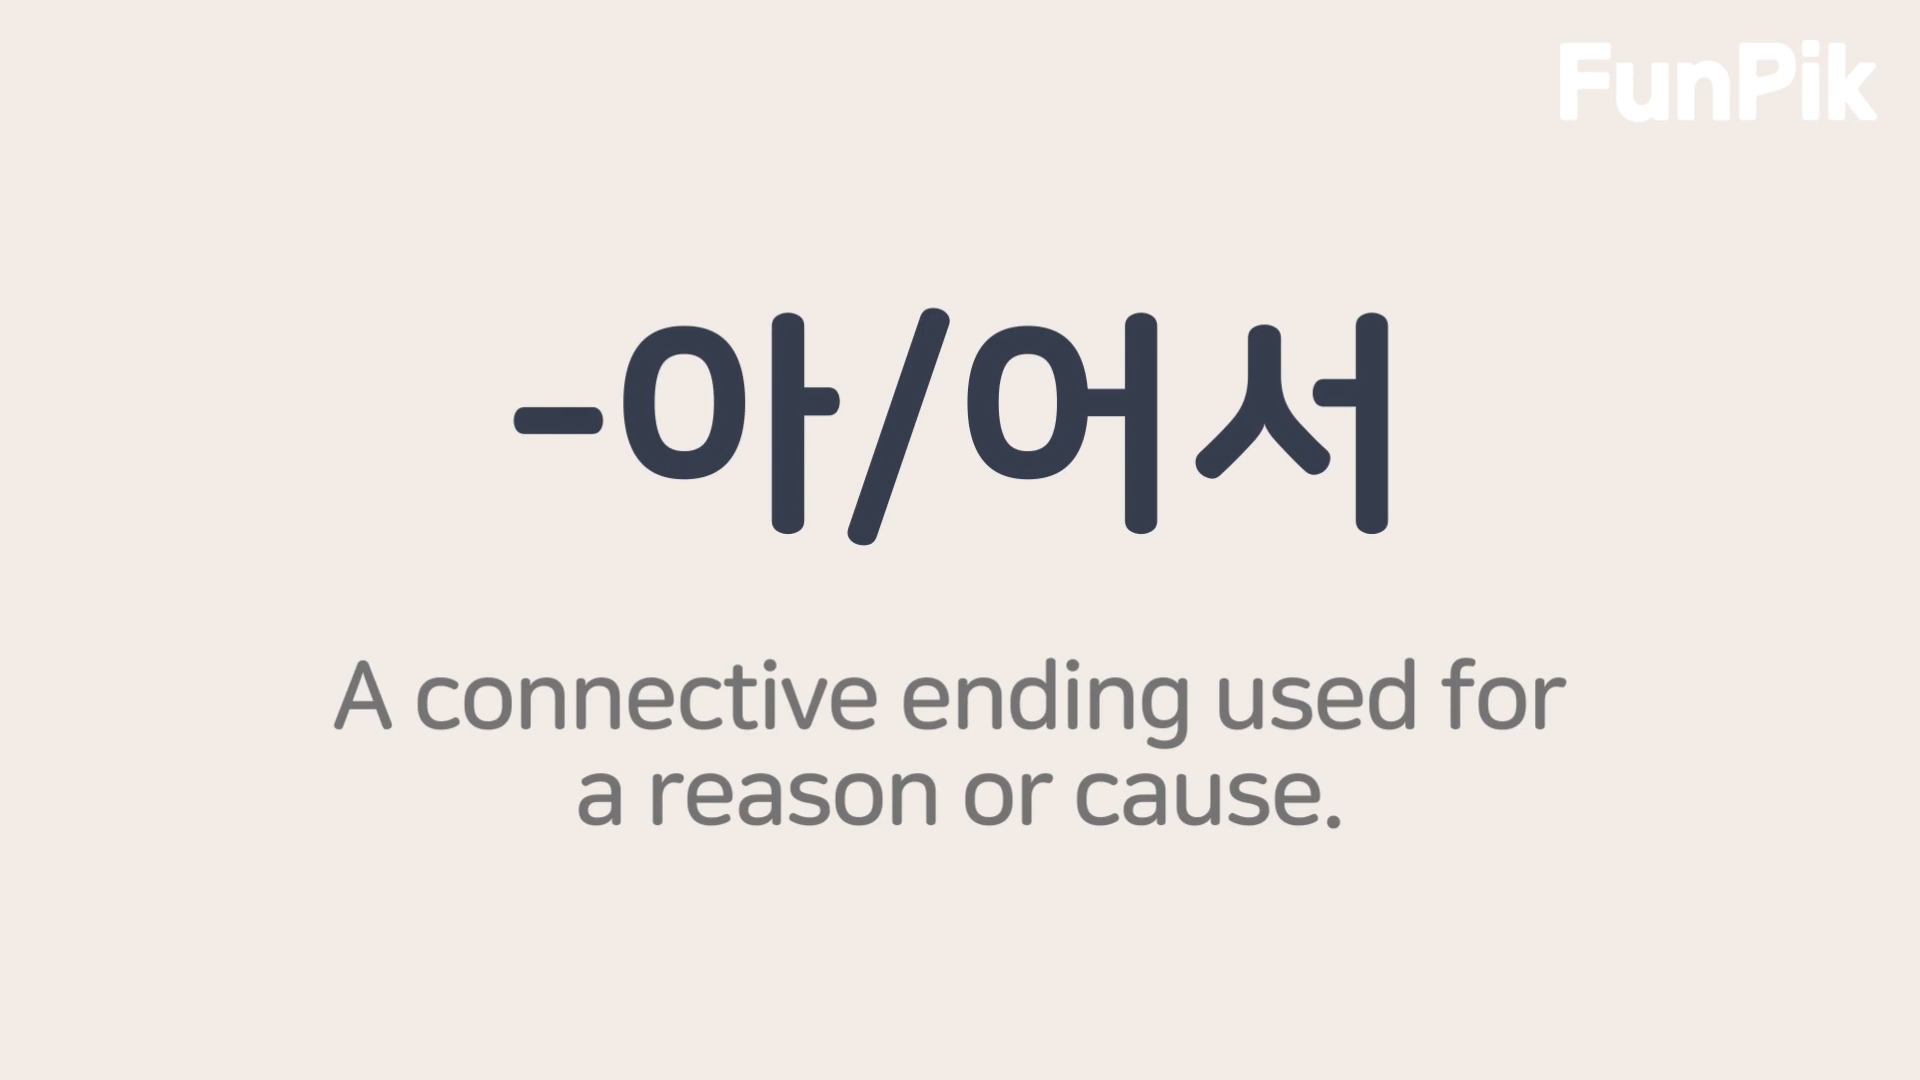 FunPik
-아/어서
A connective ending used for
a reason or cause.